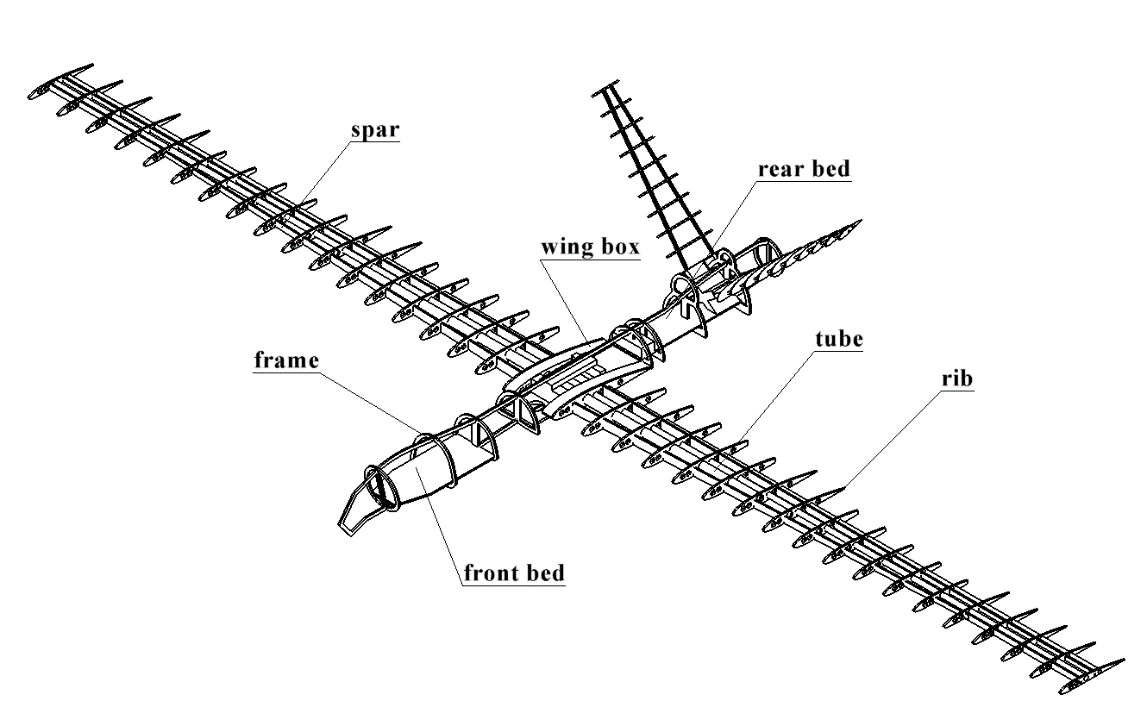 spar
rear bed
wing box
tube
frame
rib
front bed